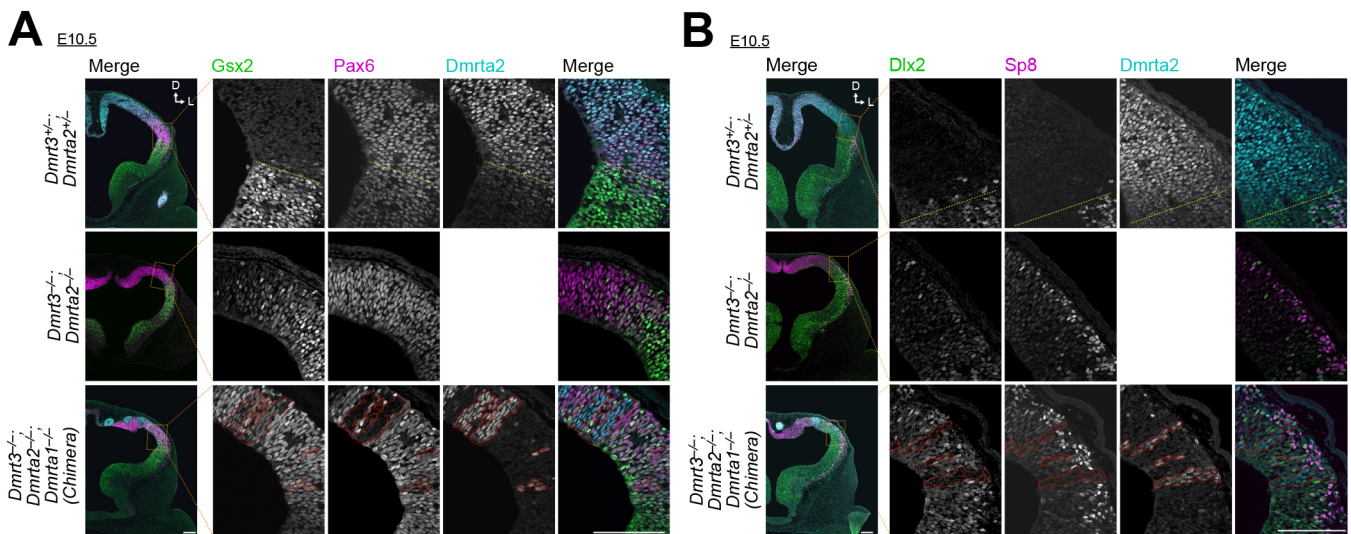 A
E10.5
Merge
Gsx2
Pax6
Dmrta2
Merge
D
L
Dmrt3+/–;
Dmrta2+/–
Dmrt3–/–;
Dmrta2–/–
Dmrt3–/–;
Dmrta2–/–;
Dmrta1–/–
(Chimera)
B
E10.5
Merge
Dlx2
Sp8
Dmrta2
Merge
D
L
Dmrt3+/–;
Dmrta2+/–
Dmrt3–/–;
Dmrta2–/–
Dmrt3–/–;
Dmrta2–/–;
Dmrta1–/–
(Chimera)